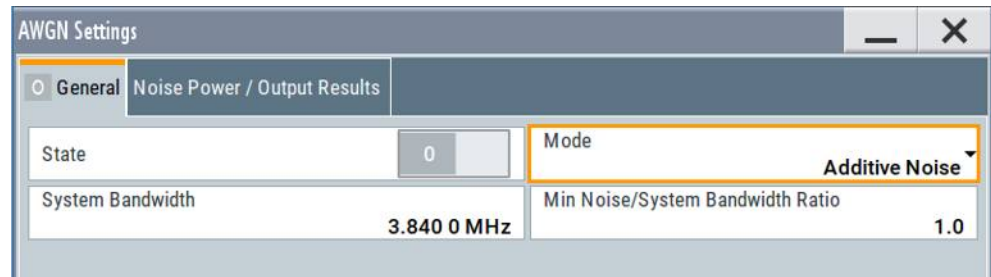 AWGN Settings
0 General Noise Power / Output Results
State 0
Mode
Additive Noise
System Bandwidth
3.840 0 MHz
Min Noise/System Bandwidth Ratio
1.0